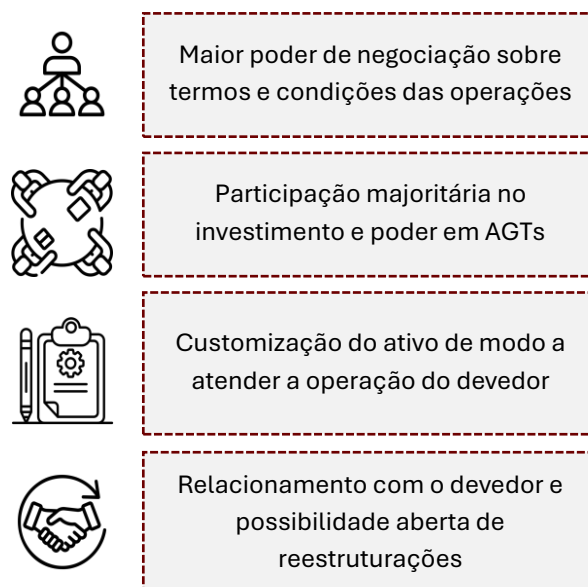 Maior poder de negociação sobre
termos e condições das operações
Participação majoritária no
investimento e poder em AGTs
Customização do ativo de modo a
atender a operação do devedor
Relacionamento com o devedor e
possibilidade aberta de
reestruturações